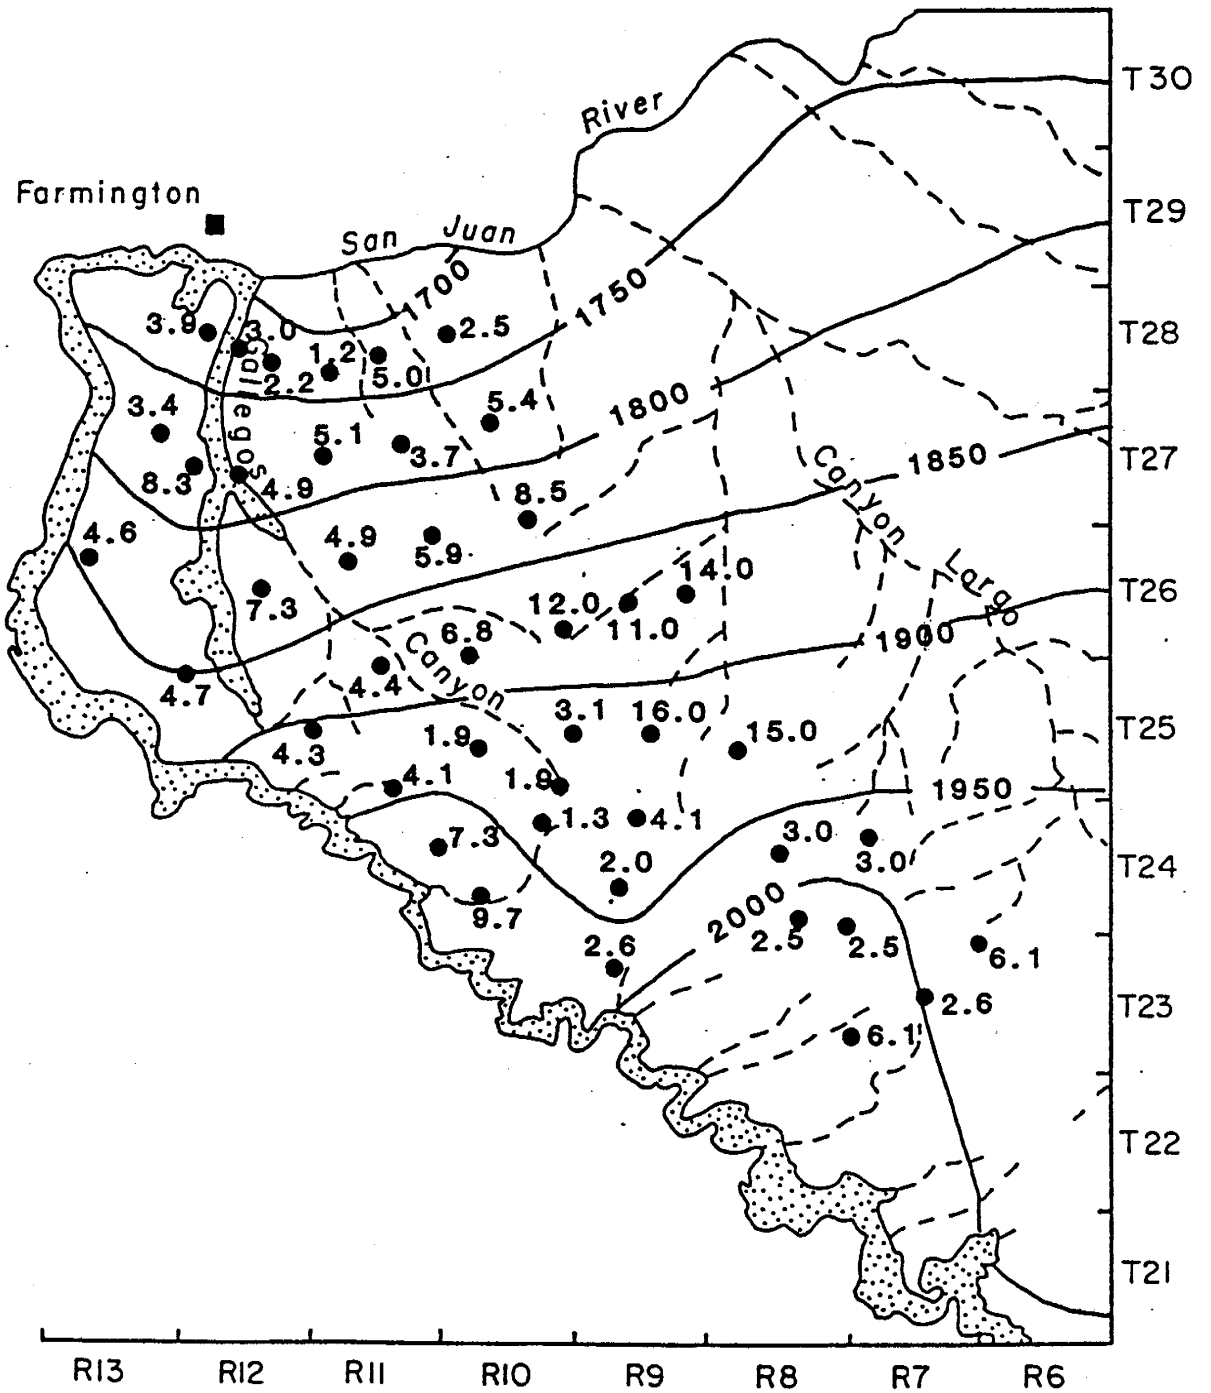 T30
River
Farmington
T29
San Juan
1700
1750
3.9
3.0
2.5
T28
Gallegos
1.2
2.2
5.0
3.4
5.4
1800
5.1
3.7
T27
8.3
4.9
1850
Canyon
8.5
4.6
4.9
5.9
14.0
Largo
T26
7.3
12.0
11.0
6.8
1900
Canyon
4.7
4.4
3.1
16.0
15.0
T25
4.3
1.9
4.1
1.9
1950
1.3
4.1
7.3
3.0
3.0
T24
2.0
9.7
2000
2.6
2.5
2.5
6.1
T23
2.6
6.1
T22
T21
R13 R12 R11 R10 R9 R8 R7 R6